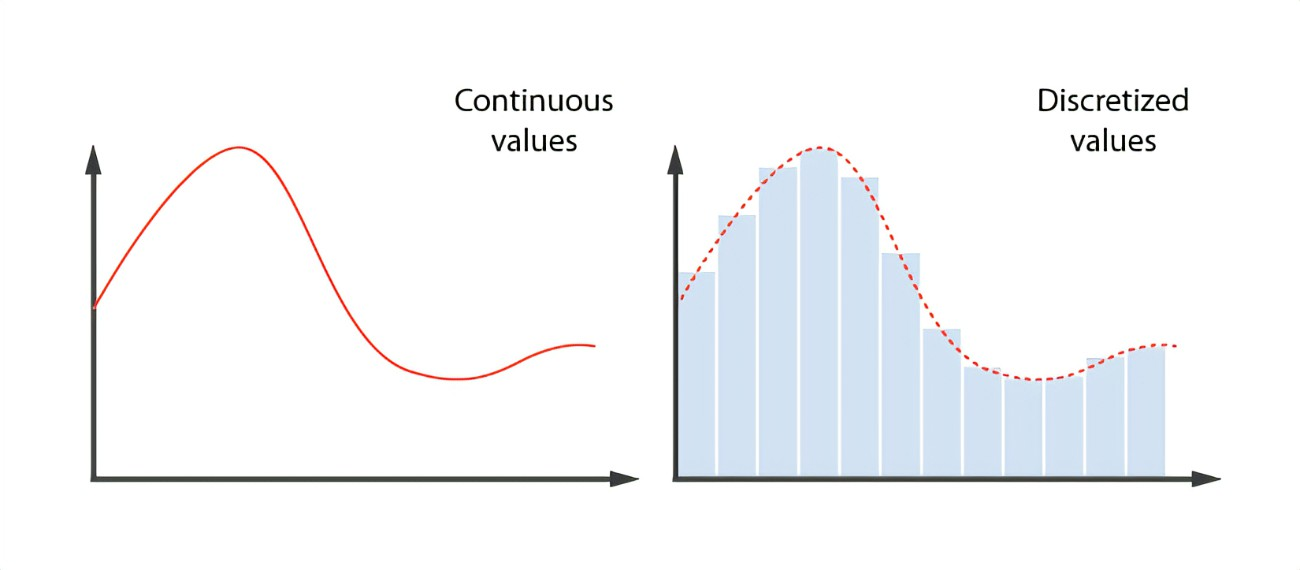 Continuous
values
Discretized
values